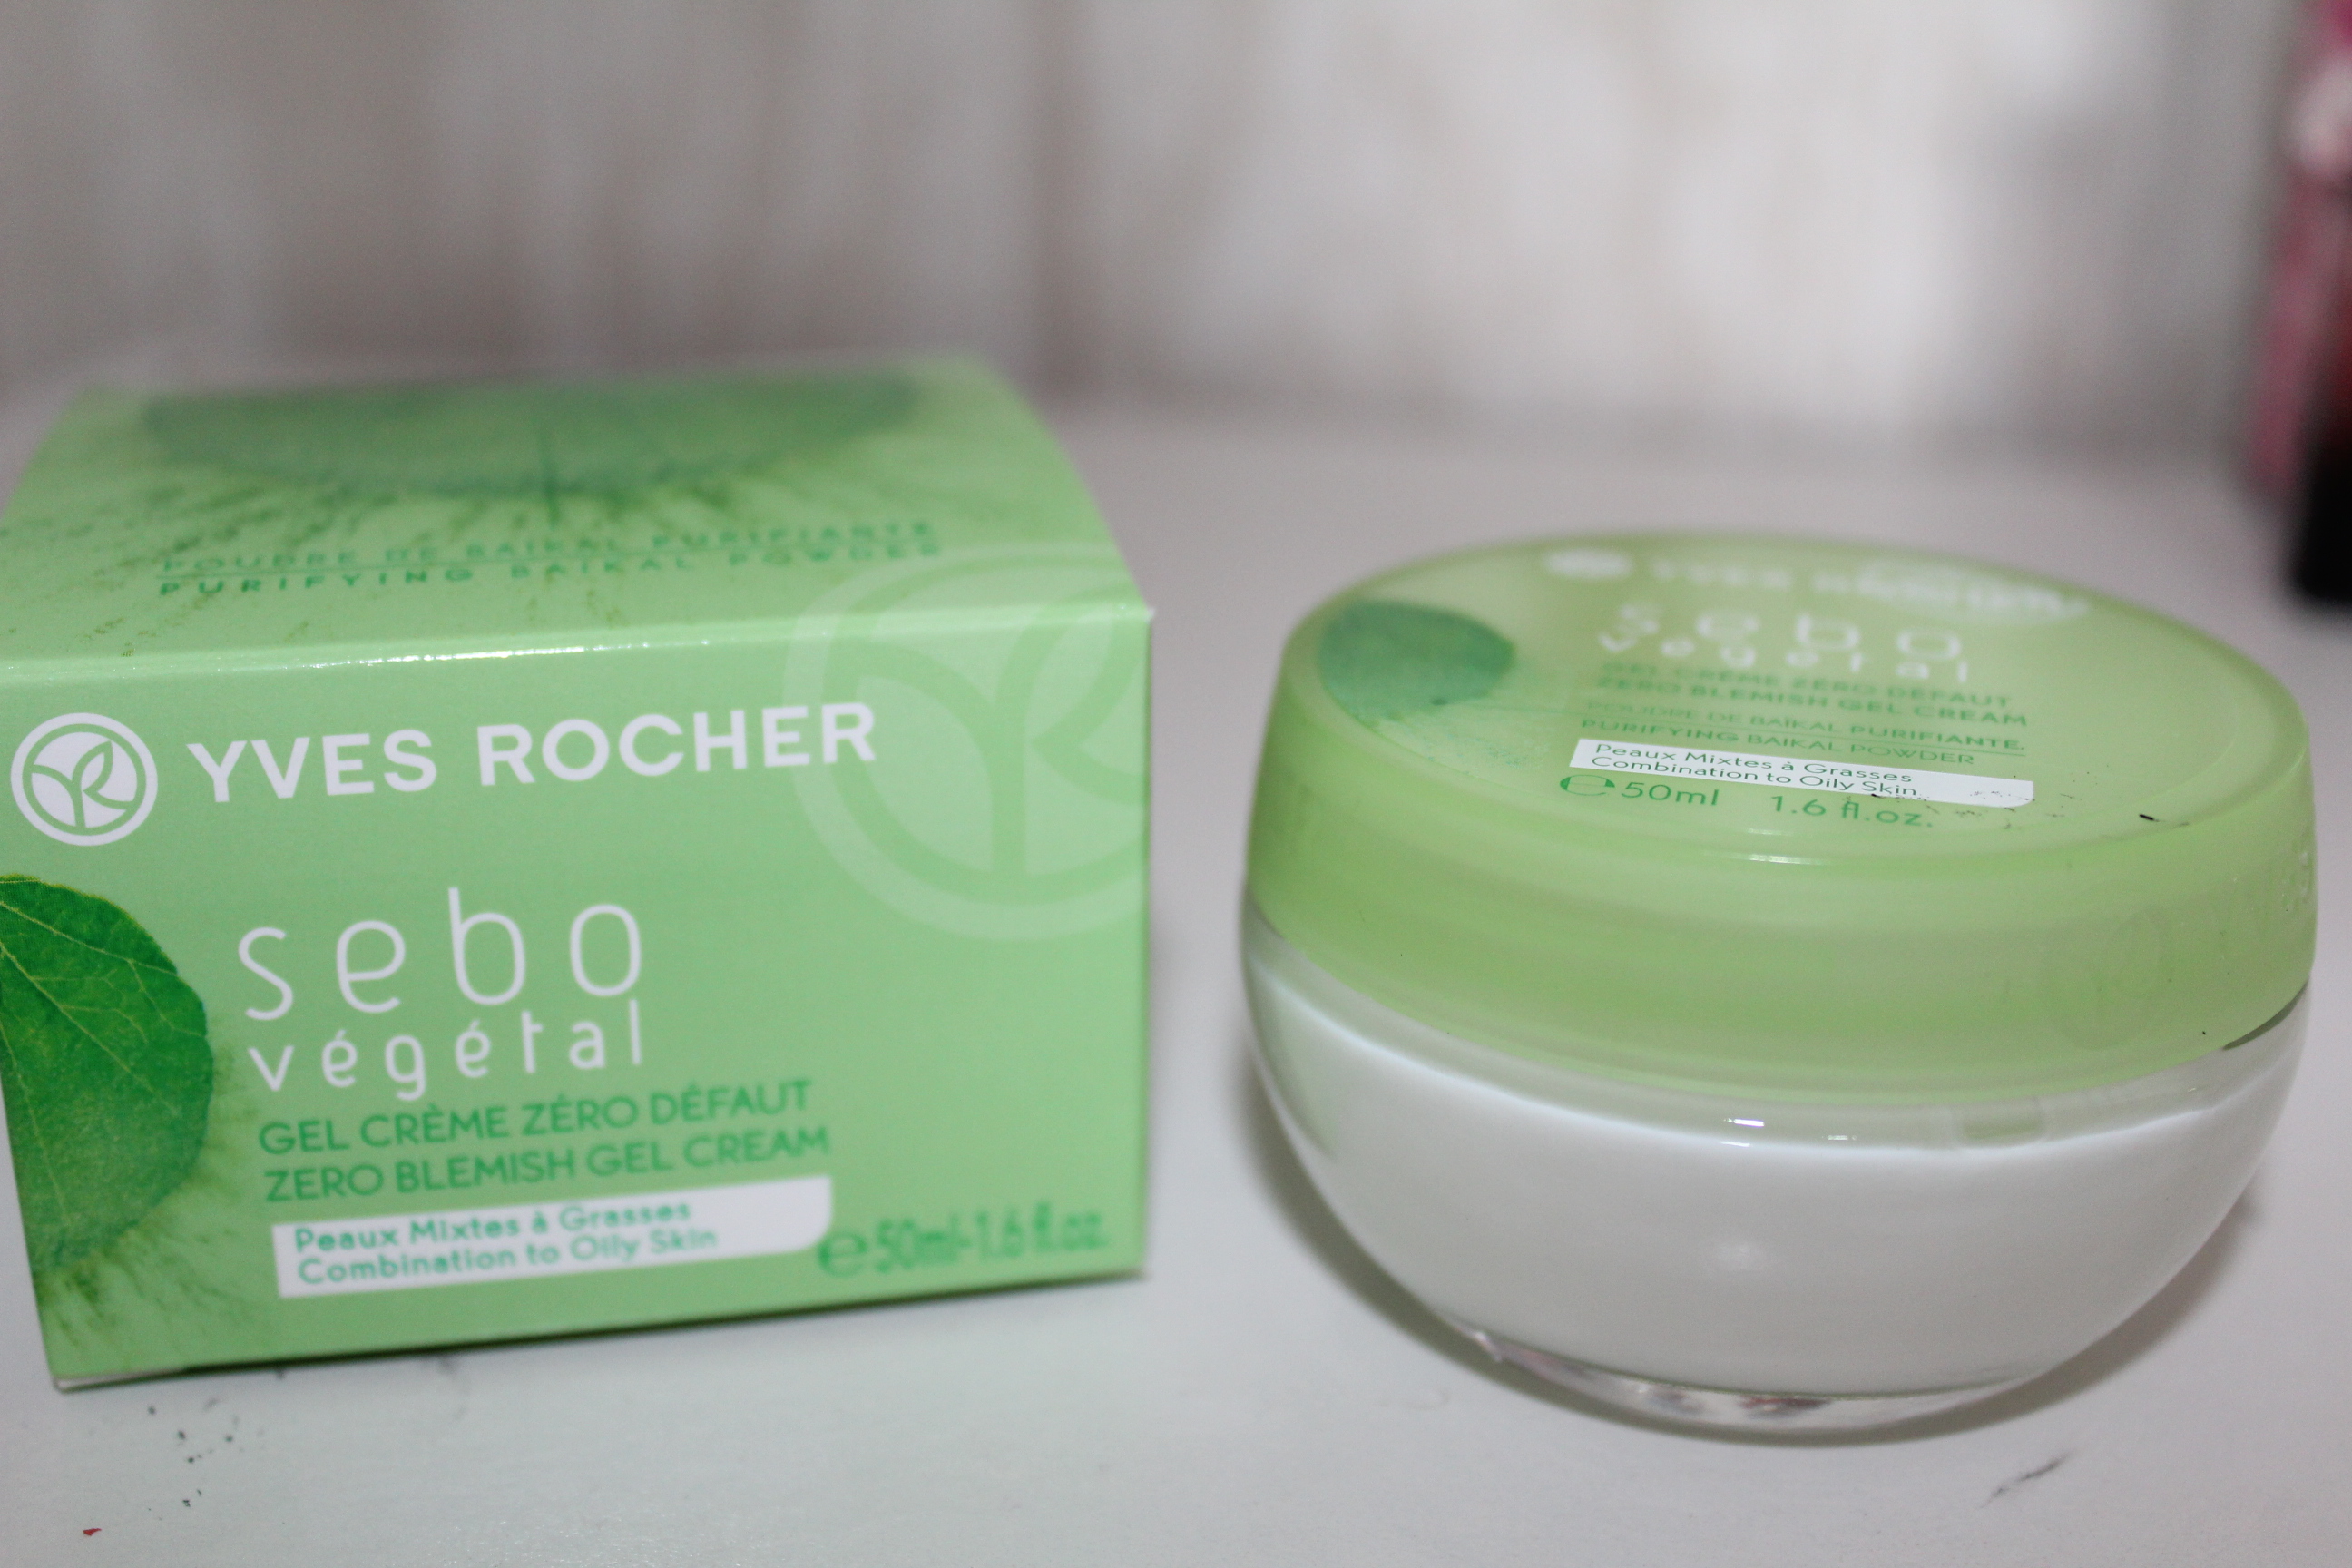 POUDRE DE BAÏKAL PURIFIANTE
PURIFYING BAÏKAL POWDER
YVES ROCHER
sebo
végétal
GEL CRÈME ZÉRO DÉFAUT
ZERO BLEMISH GEL CREAM
Peaux Mixtes à Grasses
Combination to Oily Skin
℮50ml-1.6 fl.oz.
YVES ROCHER
sebo
végétal
GEL CRÈME ZÉRO DÉFAUT
ZERO BLEMISH GEL CREAM
POUDRE DE BAÏKAL PURIFIANTE.
PURIFYING BAÏKAL POWDER
Peaux Mixtes à Grasses
Combination to Oily Skin
℮50ml 1.6 fl.oz.